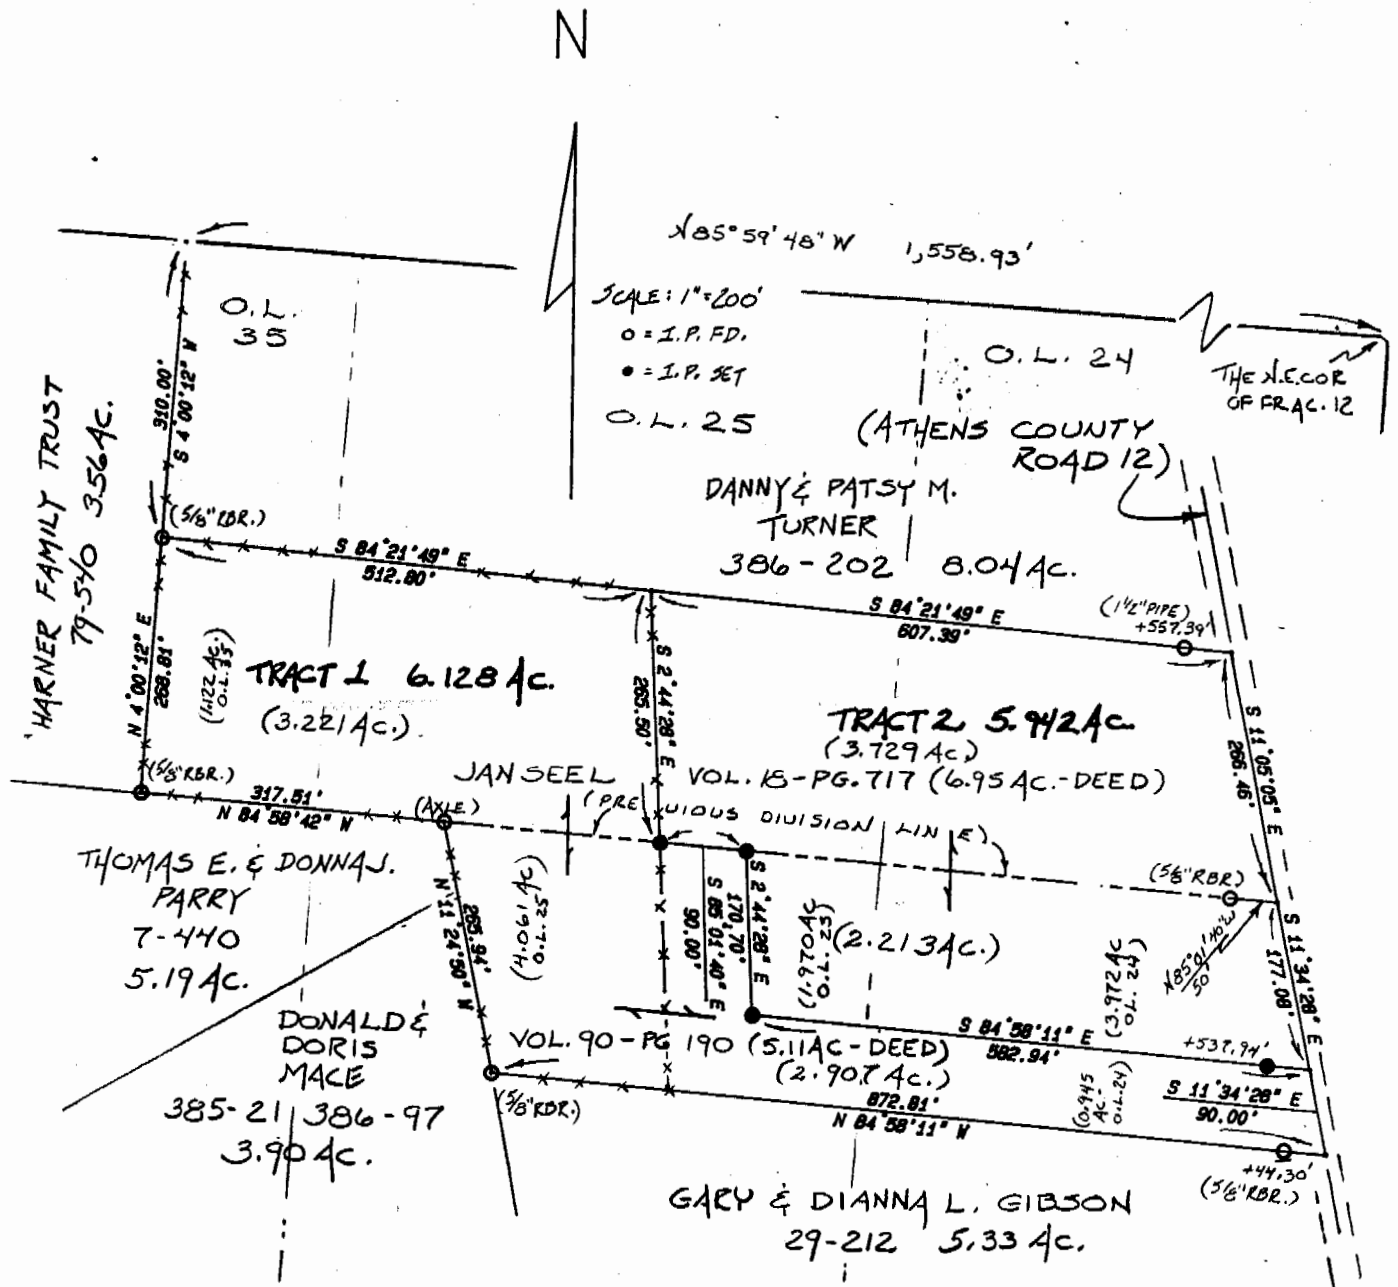 N
N85°59'48" W 1,558.93'
SCALE: 1"=200'
o = I.P. FD.
• = I.P. SET
O.L. 25
O.L.
35
O.L. 24
THE N.E. COR
OF FRAC. 12
(ATHENS COUNTY
ROAD 12)
DANNY & PATSY M.
TURNER
386-202 8.04 AC.
HARNER FAMILY TRUST
79-540 356 AC.
310.00'
S 4°00'12" W
(5/8" RBR.)
S 84°21'49" E
512.80'
S 84°21'49" E
607.39'
(1½" PIPE)
+557.39'
N 4°00'12" E
268.81'
O.L. 35)
TRACT 1 6.128 AC.
(3.221 AC.)
S 2°44'28" E
265.50'
TRACT 2 5.942 AC.
(3.729 AC.)
VOL. 18-PG. 717 (6.95 AC.-DEED)
S 11°05'05" E
266.46'
(5/8" RBR.)
317.51'
N 84°58'42" W
(AXLE)
JAN SEEL
(PREVIOUS DIVISION LINE)
(5/8" RBR)
THOMAS E. & DONNA J.
PARRY
7-440
5.19 AC.
N 11°24'50" W
265.94'
(4.061 AC)
O.L. 25)
S 85°01'40" E
90.00'
S 2°44'28" E
170.70'
(1.970 AC
O.L. 25)
(2.213 AC.)
(3.972 AC
O.L. 24)
N85°01'40"E
50'
S 11°34'28" E
177.08'
DONALD &
DORIS
MACE
385-21 386-97
3.90 AC.
VOL. 90-PG 190 (5.11 AC-DEED)
(2.907 AC.)
S 84°58'11" E
582.94'
+537.94'
(5/8" RBR.)
872.81'
N 84°58'11" W
(0.945
AC.-
O.L. 24)
S 11°34'28" E
90.00'
+44.30'
(5/8" RBR.)
GARY & DIANNA L. GIBSON
29-212 5.33 AC.